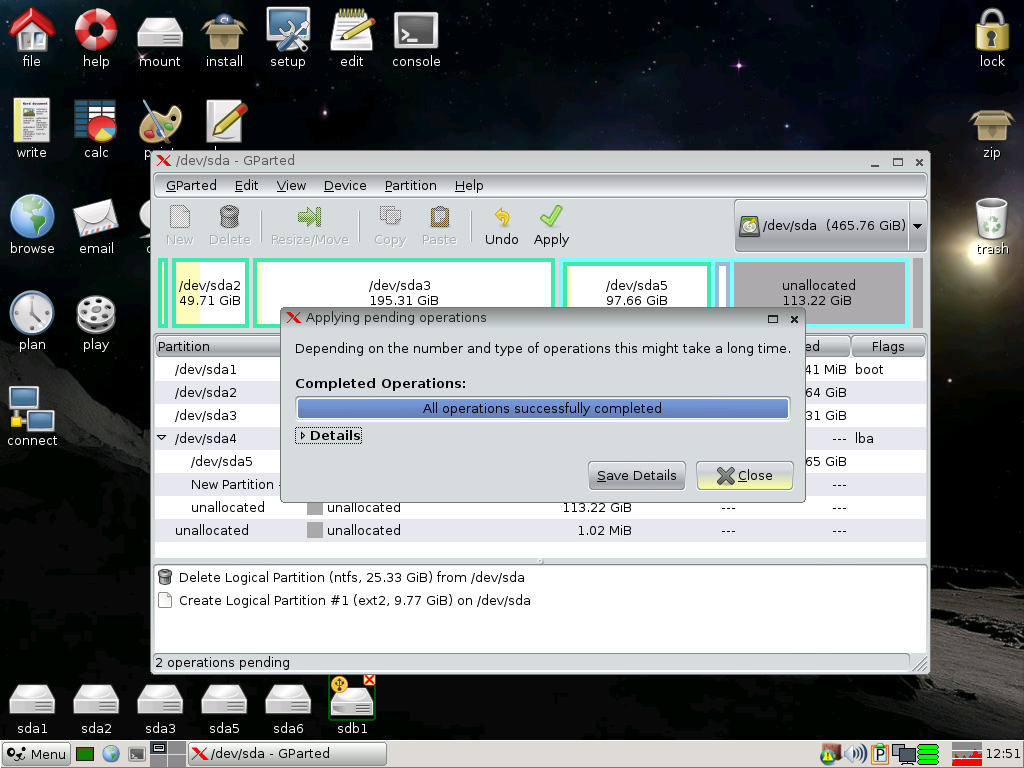 file
help
mount
install
setup
edit
console
lock
write
calc
zip
browse
email
trash
plan
play
connect
/dev/sda - GParted
GParted Edit View Device Partition Help
New Delete Resize/Move Copy Paste Undo Apply
/dev/sda (465.76 GiB)
/dev/sda2
49.71 GiB
/dev/sda3
195.31 GiB
/dev/sda5
97.66 GiB
unallocated
113.22 GiB
Applying pending operations
Depending on the number and type of operations this might take a long time.
Completed Operations:
All operations successfully completed
Details
Save Details
Close
Partition Flags
/dev/sda1 41 MiB boot
/dev/sda2 64 GiB
/dev/sda3 31 GiB
/dev/sda4 --- lba
/dev/sda5 65 GiB
New Partition ---
unallocated unallocated 113.22 GiB --- ---
unallocated unallocated 1.02 MiB --- ---
Delete Logical Partition (ntfs, 25.33 GiB) from /dev/sda
Create Logical Partition #1 (ext2, 9.77 GiB) on /dev/sda
2 operations pending
sda1
sda2
sda3
sda5
sda6
sdb1
Menu
/dev/sda - GParted
P
12:51